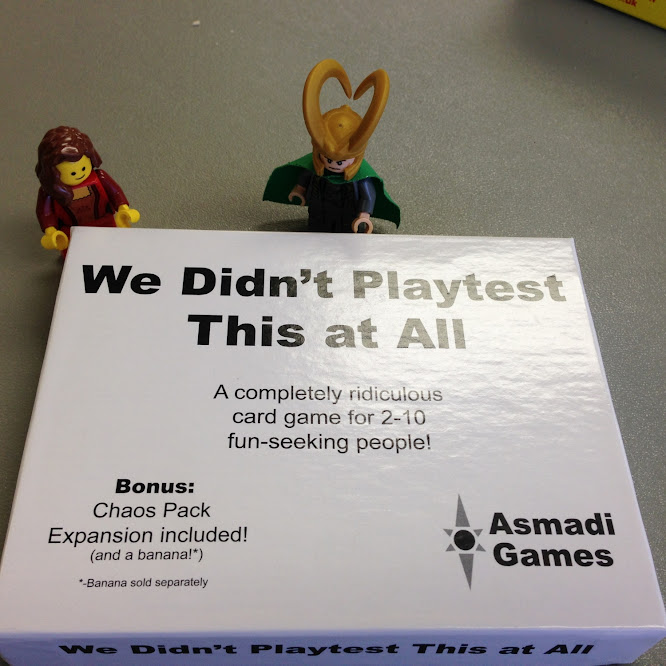 We Didn't Playtest
This at All
A completely ridiculous
card game for 2-10
fun-seeking people!
Bonus:
Chaos Pack
Expansion included!
(and a banana!*)
*-Banana sold separately
Asmadi
Games
We Didn't Playtest This at All